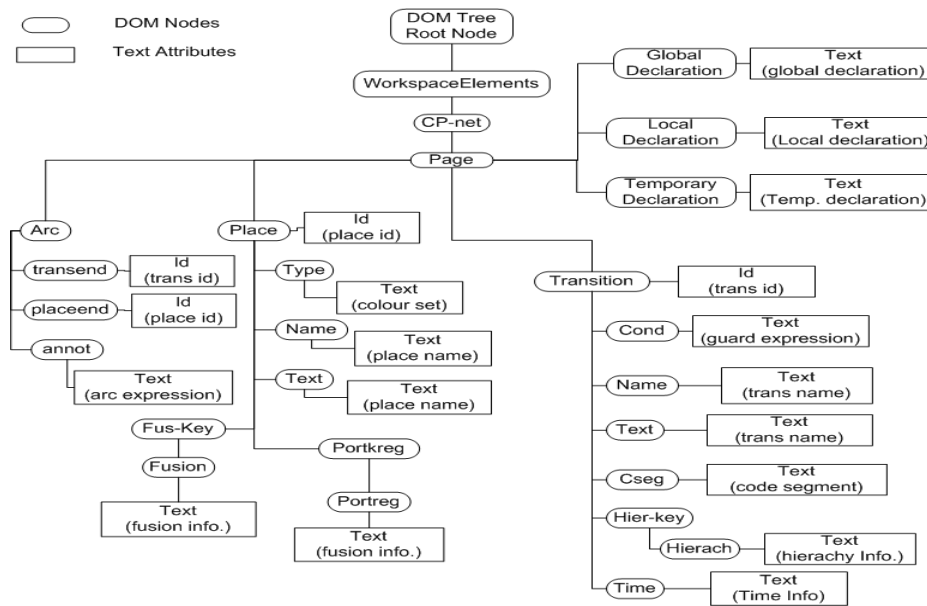 DOM Nodes
Text Attributes
DOM Tree
Root Node
WorkspaceElements
CP-net
Page
Global
Declaration
Text
(global declaration)
Local
Declaration
Text
(Local declaration)
Temporary
Declaration
Text
(Temp. declaration)
Arc
transend
Id
(trans id)
placeend
Id
(place id)
annot
Text
(arc expression)
Place
Id
(place id)
Type
Text
(colour set)
Name
Text
(place name)
Text
Text
(place name)
Fus-Key
Fusion
Text
(fusion info.)
Portkreg
Portreg
Text
(fusion info.)
Transition
Id
(trans id)
Cond
Text
(guard expression)
Name
Text
(trans name)
Text
Text
(trans name)
Cseg
Text
(code segment)
Hier-key
Hierach
Text
(hierachy Info.)
Time
Text
(Time Info)